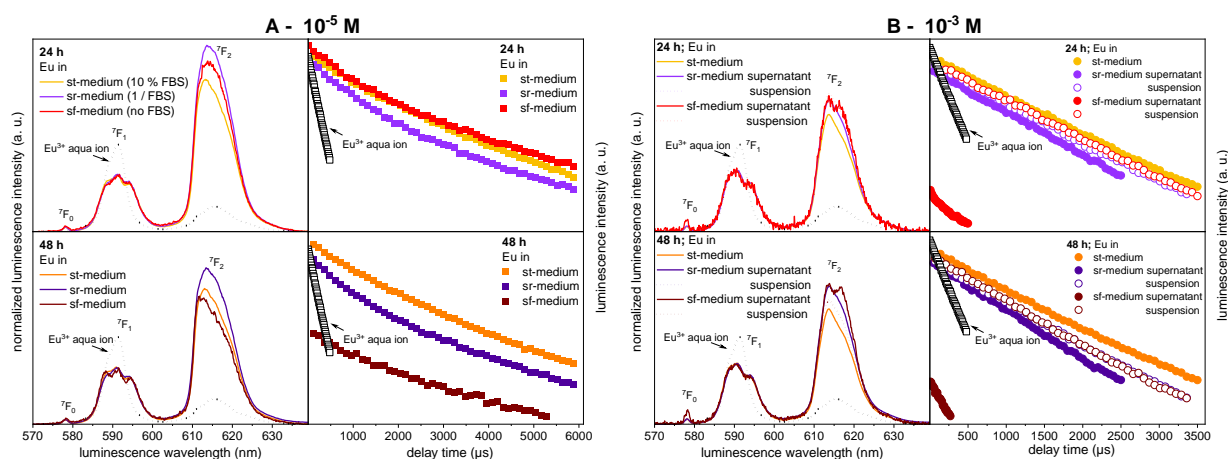 A - 10⁻⁵ M
normalized luminescence intensity (a. u.)
24 h
Eu in
st-medium (10 % FBS)
sr-medium (1 / FBS)
sf-medium (no FBS)
⁷F₂
⁷F₁
Eu³⁺ aqua ion
⁷F₀
24 h
Eu in
st-medium
sr-medium
sf-medium
Eu³⁺ aqua ion
48 h
Eu in
st-medium
sr-medium
sf-medium
⁷F₂
⁷F₁
Eu³⁺ aqua ion
⁷F₀
48 h
Eu in
st-medium
sr-medium
sf-medium
Eu³⁺ aqua ion
luminescence intensity (a. u.)
570 590 610 630
luminescence wavelength (nm)
1000 2000 3000 4000 5000 6000
delay time (µs)
B - 10⁻³ M
normalized luminescence intensity (a. u.)
24 h; Eu in
st-medium
sr-medium supernatant
suspension
sf-medium supernatant
suspension
⁷F₂
Eu³⁺ aqua ion
⁷F₁
⁷F₀
24 h; Eu in
st-medium
sr-medium supernatant
suspension
sf-medium supernatant
suspension
Eu³⁺ aqua ion
48 h; Eu in
st-medium
sr-medium supernatant
suspension
sf-medium supernatant
suspension
⁷F₂
Eu³⁺ aqua ion
⁷F₁
⁷F₀
48 h; Eu in
st-medium
sr-medium supernatant
suspension
sf-medium supernatant
suspension
Eu³⁺ aqua ion
luminescence intensity (a. u.)
570 590 610 630
luminescence wavelength (nm)
500 1000 1500 2000 2500 3000 3500
delay time (µs)